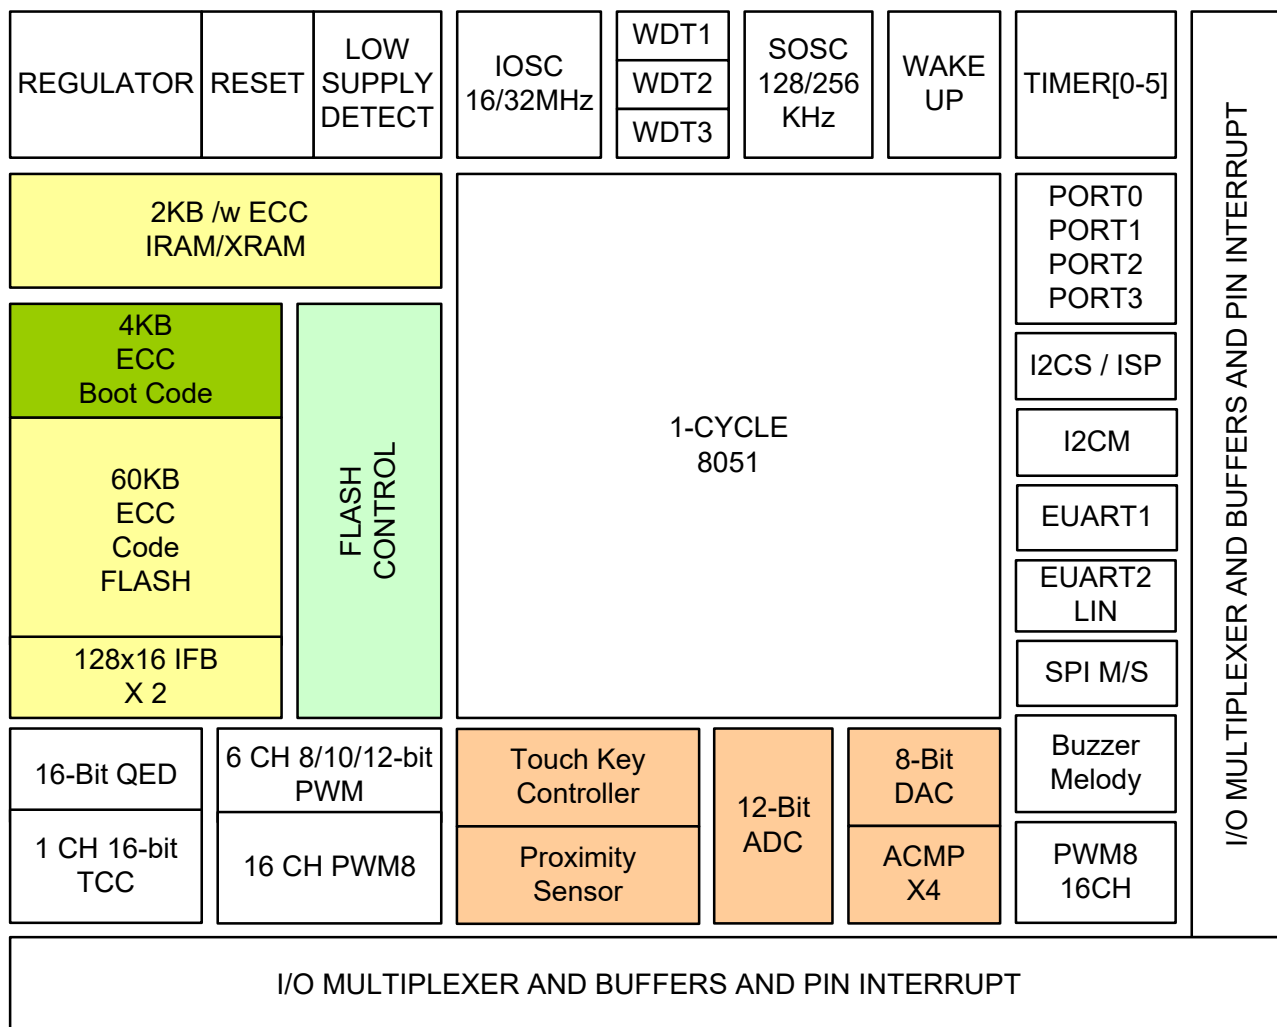 REGULATOR
RESET
LOW
SUPPLY
DETECT
IOSC
16/32MHz
WDT1
WDT2
WDT3
SOSC
128/256
KHz
WAKE
UP
TIMER[0-5]
2KB /w ECC
IRAM/XRAM
4KB
ECC
Boot Code
60KB
ECC
Code
FLASH
128x16 IFB
X 2
FLASH
CONTROL
1-CYCLE
8051
PORT0
PORT1
PORT2
PORT3
I2CS / ISP
I2CM
EUART1
EUART2
LIN
SPI M/S
Buzzer
Melody
PWM8
16CH
16-Bit QED
1 CH 16-bit
TCC
6 CH 8/10/12-bit
PWM
16 CH PWM8
Touch Key
Controller
Proximity
Sensor
12-Bit
ADC
8-Bit
DAC
ACMP
X4
I/O MULTIPLEXER AND BUFFERS AND PIN INTERRUPT
I/O MULTIPLEXER AND BUFFERS AND PIN INTERRUPT